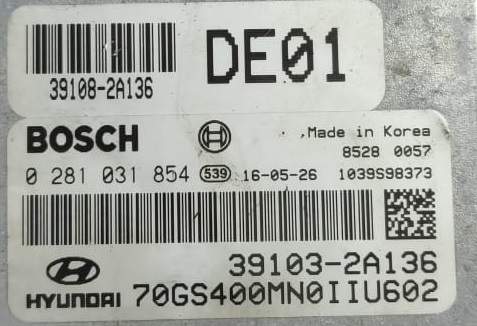 39108-2A136
DE01
BOSCH
,Made in Korea
8528 0057
0 281 031 854 539 16-05-26 1039S98373
39103-2A136
HYUNDAI 70GS400MN0IIU602